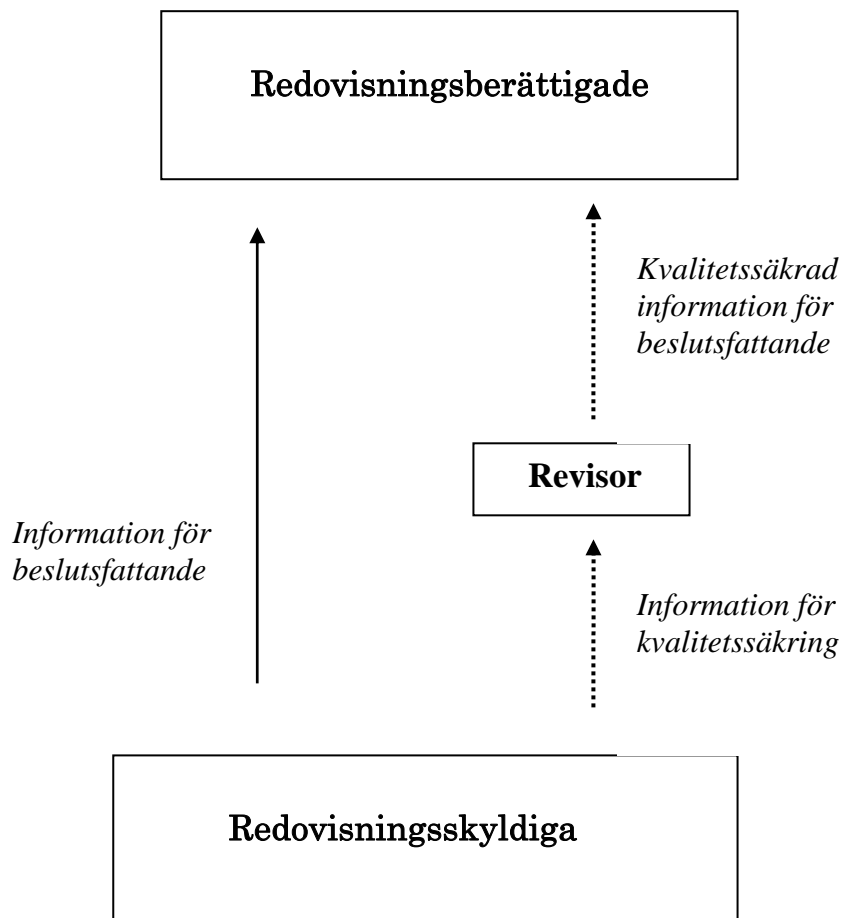 Redovisningsberättigade
Kvalitetssäkrad
information för
beslutsfattande
Revisor
Information för
beslutsfattande
Information för
kvalitetssäkring
Redovisningsskyldiga